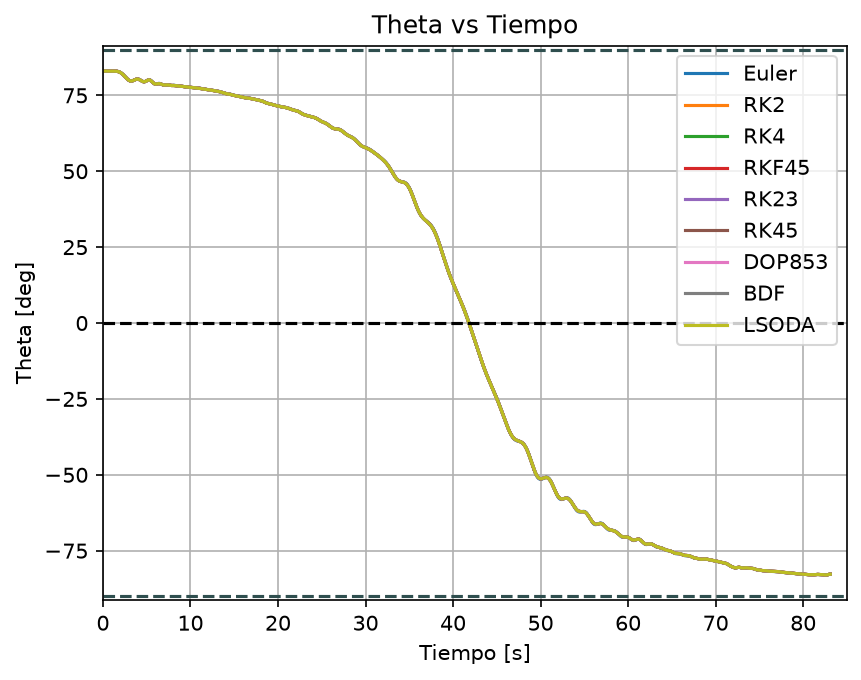 Theta vs Tiempo
Theta [deg]
75
50
25
0
−25
−50
−75
Euler
RK2
RK4
RKF45
RK23
RK45
DOP853
BDF
LSODA
0 10 20 30 40 50 60 70 80
Tiempo [s]